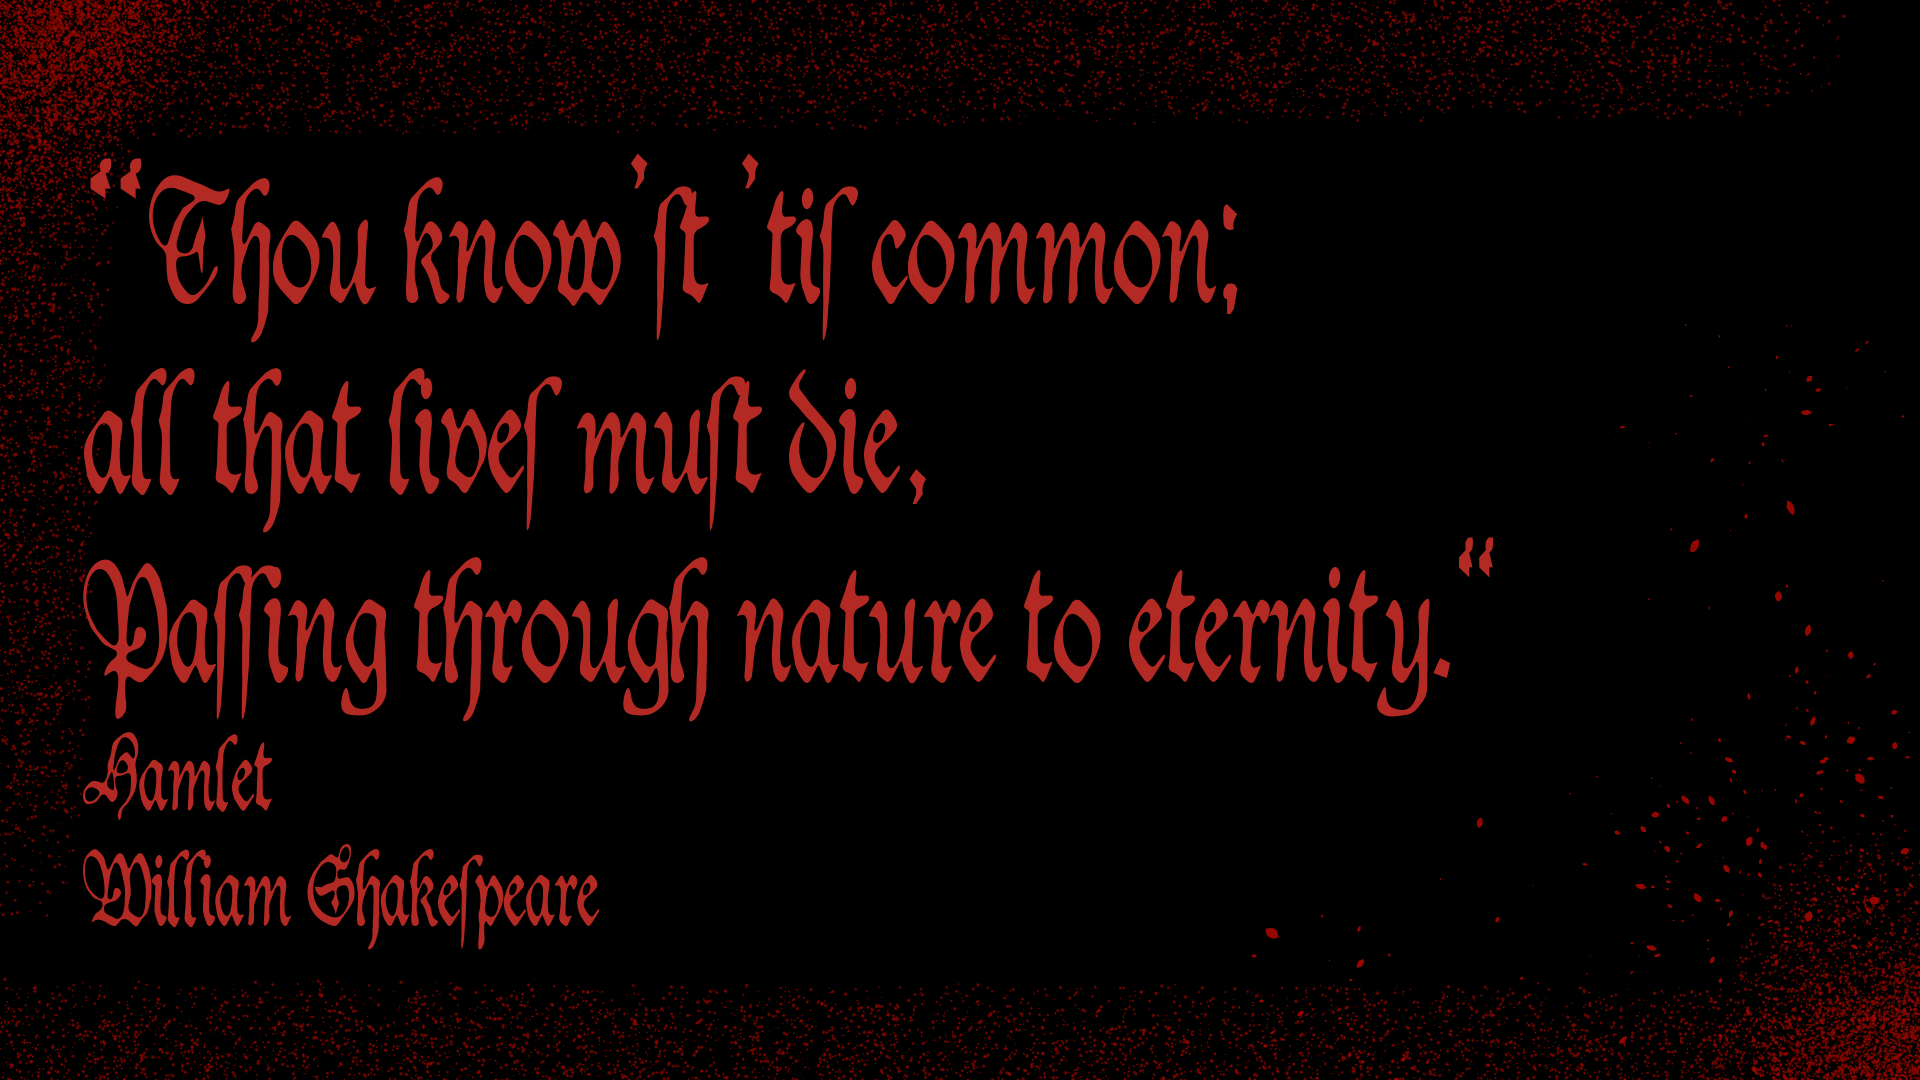 “Thou know’ſt ’tiſ common;
all that liveſ muſt die,
Paſſing through nature to eternity.“
Hamlet
William Shakeſpeare